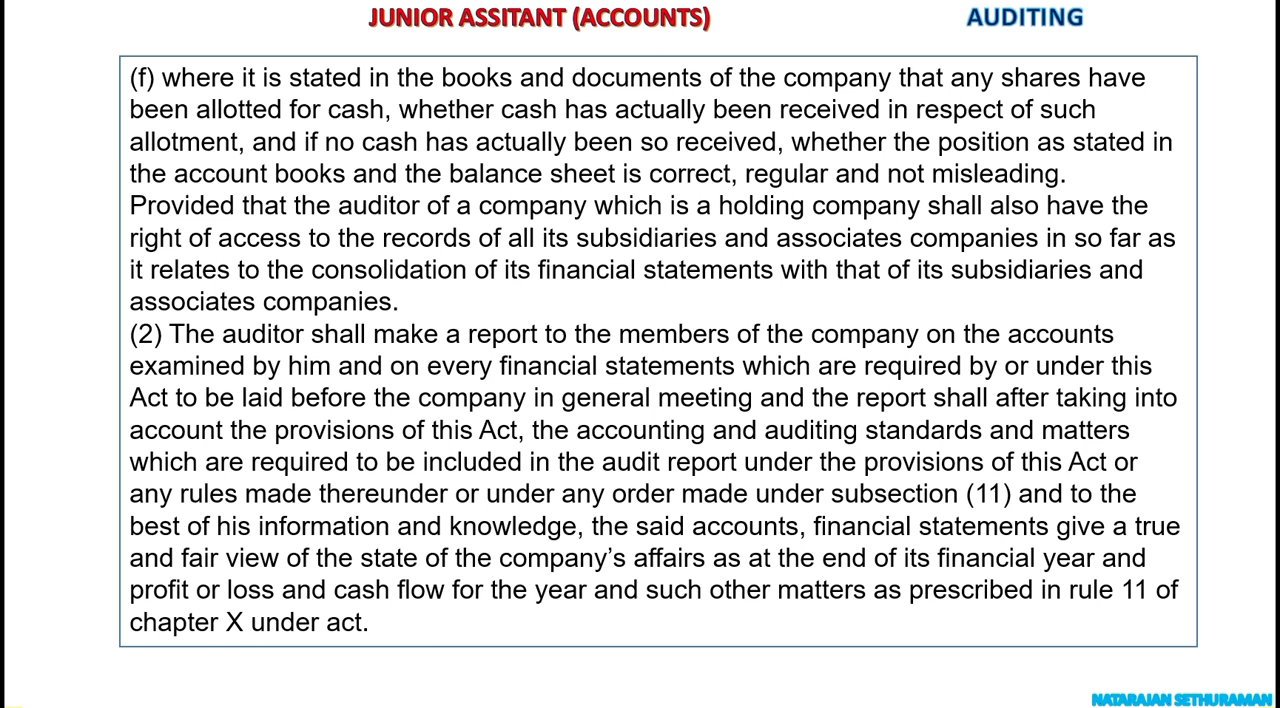 JUNIOR ASSITANT (ACCOUNTS) AUDITING
(f) where it is stated in the books and documents of the company that any shares have
been allotted for cash, whether cash has actually been received in respect of such
allotment, and if no cash has actually been so received, whether the position as stated in
the account books and the balance sheet is correct, regular and not misleading.
Provided that the auditor of a company which is a holding company shall also have the
right of access to the records of all its subsidiaries and associates companies in so far as
it relates to the consolidation of its financial statements with that of its subsidiaries and
associates companies.
(2) The auditor shall make a report to the members of the company on the accounts
examined by him and on every financial statements which are required by or under this
Act to be laid before the company in general meeting and the report shall after taking into
account the provisions of this Act, the accounting and auditing standards and matters
which are required to be included in the audit report under the provisions of this Act or
any rules made thereunder or under any order made under subsection (11) and to the
best of his information and knowledge, the said accounts, financial statements give a true
and fair view of the state of the company’s affairs as at the end of its financial year and
profit or loss and cash flow for the year and such other matters as prescribed in rule 11 of
chapter X under act.
NATARAJAN SETHURAMAN